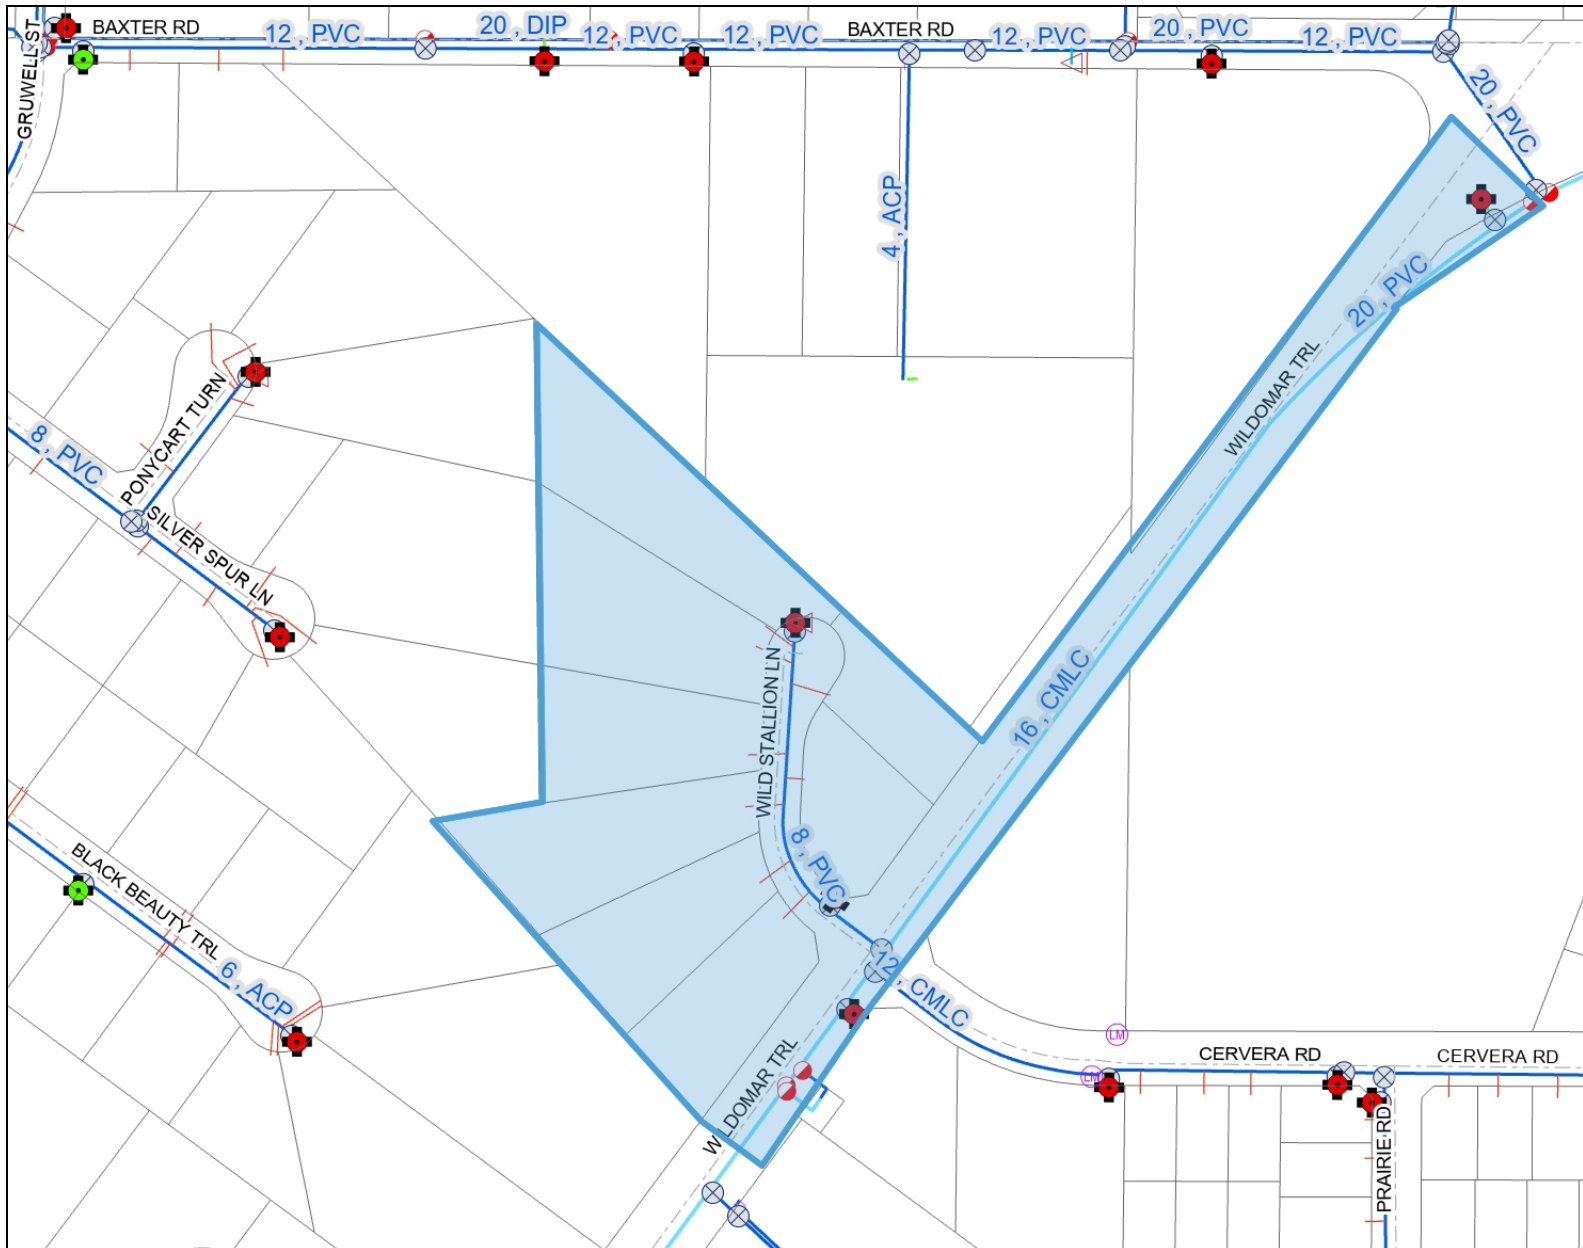 BAXTER RD
12 , PVC
20 , DIP
12 , PVC
12 , PVC
BAXTER RD
12 , PVC
20 , PVC
12 , PVC
GRUWELL ST
20 , PVC
4 , ACP
20 , PVC
WILDOMAR TRL
PONYCART TURN
8 , PVC
SILVER SPUR LN
16 , CMLC
WILD STALLION LN
8 , PVC
BLACK BEAUTY TRL
6 , ACP
12 , CMLC
WILDOMAR TRL
LM
LM
CERVERA RD
CERVERA RD
PRAIRIE RD